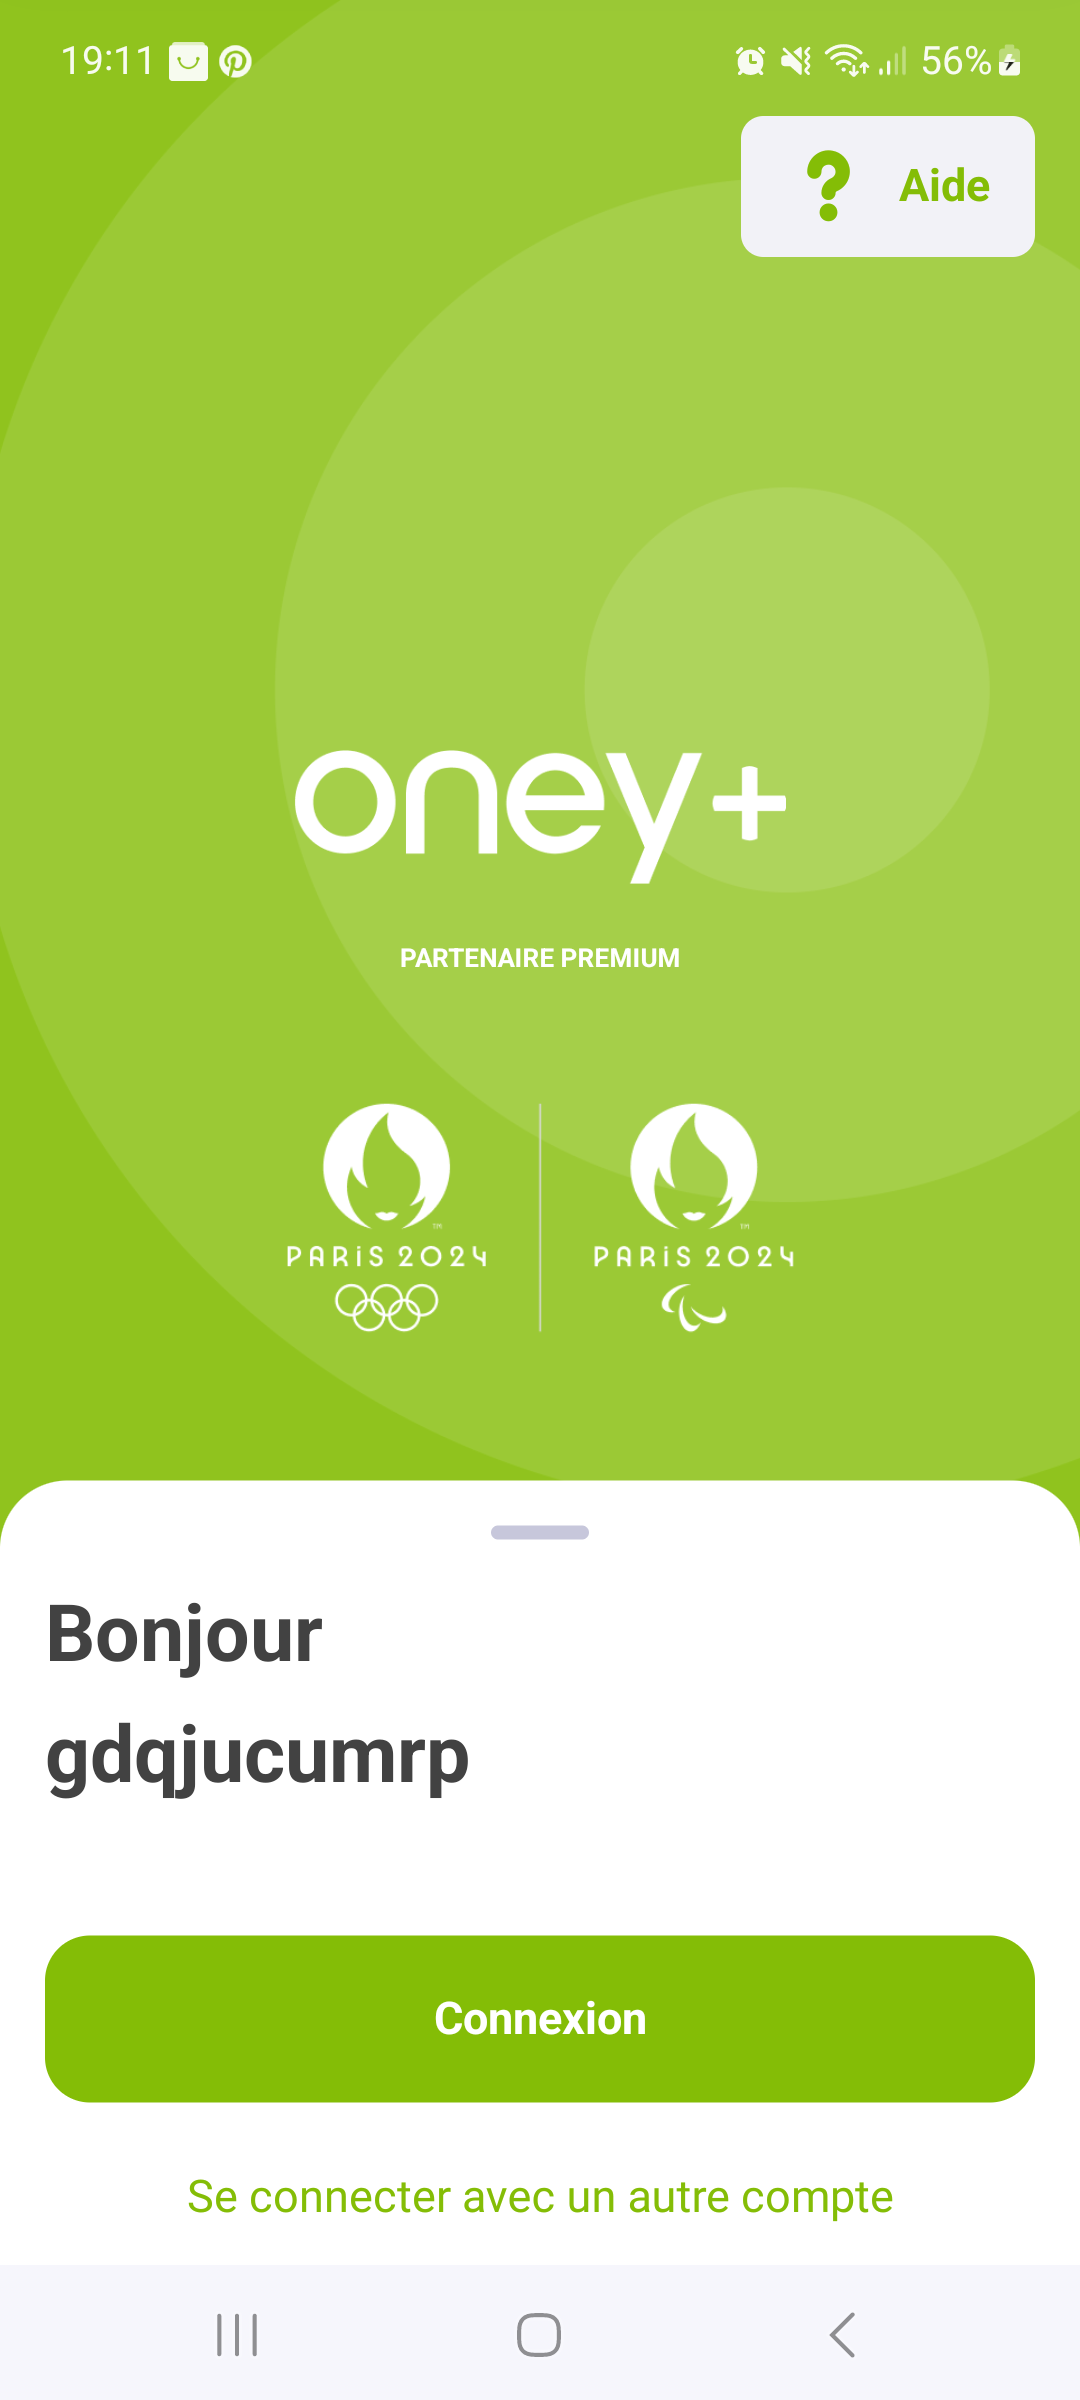 19:11
56%
Aide
oney+
PARTENAIRE PREMIUM
PARIS 2024
PARIS 2024
Bonjour
gdqjucumrp
Connexion
Se connecter avec un autre compte